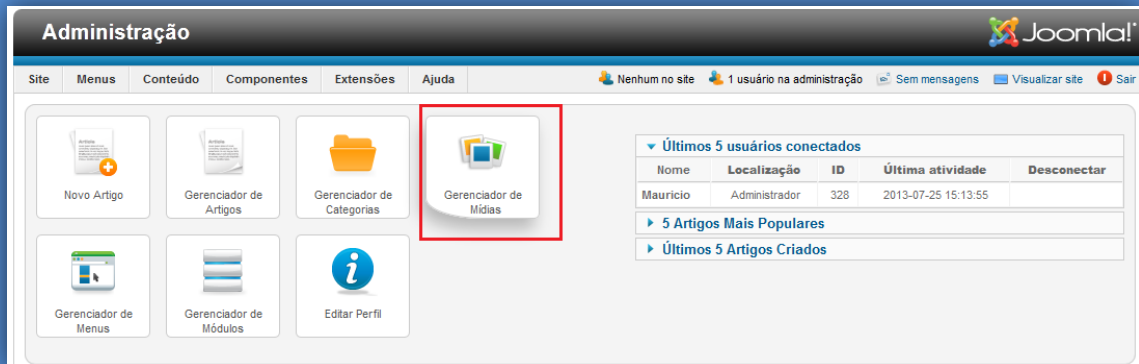 Administração
Joomla!
Site Menus Conteúdo Componentes Extensões Ajuda Nenhum no site 1 usuário na administração Sem mensagens Visualizar site Sair
Novo Artigo
Gerenciador de
Artigos
Gerenciador de
Categorias
Gerenciador de
Mídias
Gerenciador de
Menus
Gerenciador de
Módulos
Editar Perfil
Últimos 5 usuários conectados
Nome Localização ID Última atividade Desconectar
Mauricio Administrador 328 2013-07-25 15:13:55
5 Artigos Mais Populares
Últimos 5 Artigos Criados